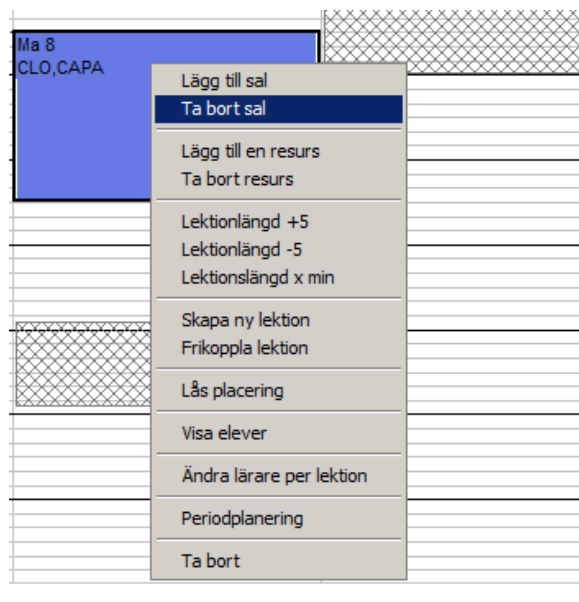 Ma 8
CLO,CAPA
Lägg till sal
Ta bort sal
Lägg till en resurs
Ta bort resurs
Lektionlängd +5
Lektionlängd -5
Lektionslängd x min
Skapa ny lektion
Frikoppla lektion
Lås placering
Visa elever
Ändra lärare per lektion
Periodplanering
Ta bort